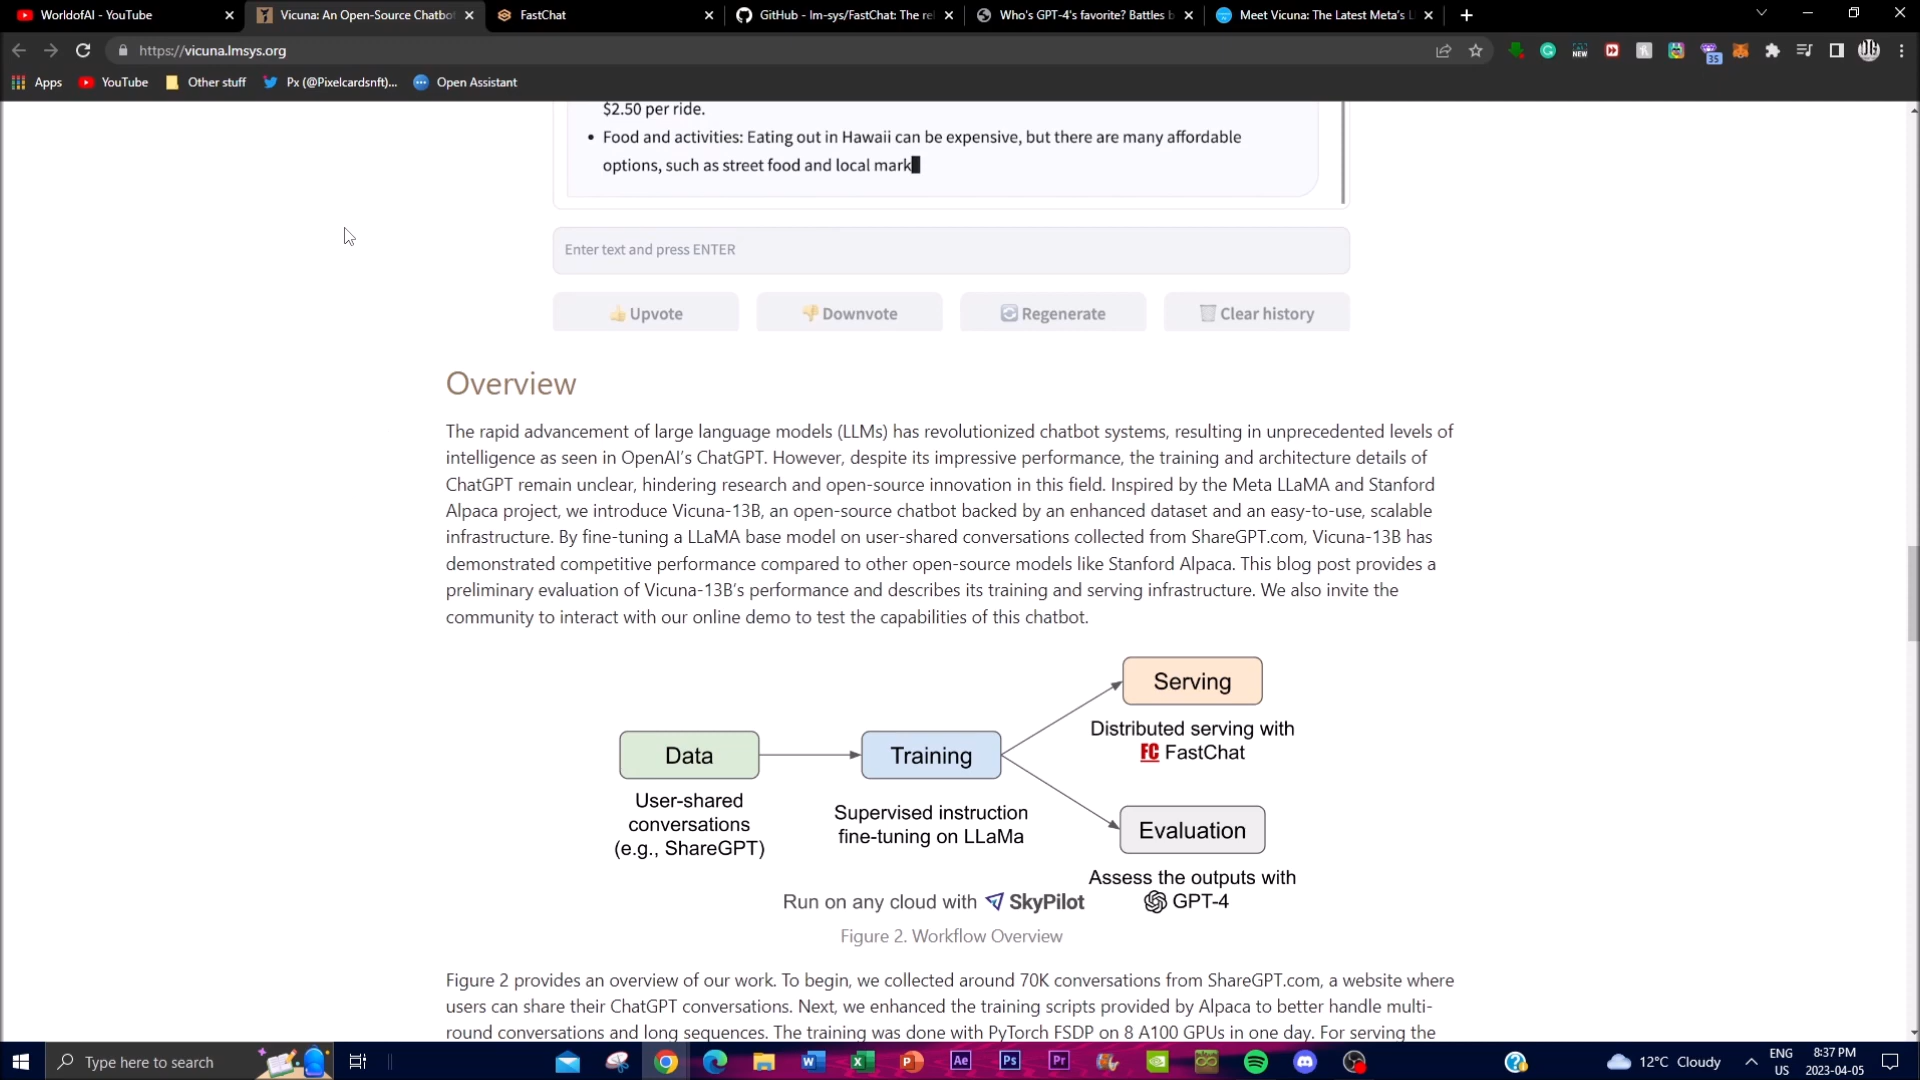 WorldofAI - YouTube
Vicuna: An Open-Source Chatbot
FastChat
GitHub - lm-sys/FastChat: The rel
Who's GPT-4's favorite? Battles b
Meet Vicuna: The Latest Meta's L
https://vicuna.lmsys.org
NEW
35
Apps
YouTube
Other stuff
Px (@Pixelcardsnft)...
Open Assistant
$2.50 per ride.
• Food and activities: Eating out in Hawaii can be expensive, but there are many affordable
options, such as street food and local mark
Enter text and press ENTER
Upvote
Downvote
Regenerate
Clear history
Overview
The rapid advancement of large language models (LLMs) has revolutionized chatbot systems, resulting in unprecedented levels of
intelligence as seen in OpenAI's ChatGPT. However, despite its impressive performance, the training and architecture details of
ChatGPT remain unclear, hindering research and open-source innovation in this field. Inspired by the Meta LLaMA and Stanford
Alpaca project, we introduce Vicuna-13B, an open-source chatbot backed by an enhanced dataset and an easy-to-use, scalable
infrastructure. By fine-tuning a LLaMA base model on user-shared conversations collected from ShareGPT.com, Vicuna-13B has
demonstrated competitive performance compared to other open-source models like Stanford Alpaca. This blog post provides a
preliminary evaluation of Vicuna-13B's performance and describes its training and serving infrastructure. We also invite the
community to interact with our online demo to test the capabilities of this chatbot.
Serving
Distributed serving with
FC FastChat
Data
Training
User-shared
conversations
(e.g., ShareGPT)
Supervised instruction
fine-tuning on LLaMa
Evaluation
Assess the outputs with
GPT-4
Run on any cloud with SkyPilot
Figure 2. Workflow Overview
Figure 2 provides an overview of our work. To begin, we collected around 70K conversations from ShareGPT.com, a website where
users can share their ChatGPT conversations. Next, we enhanced the training scripts provided by Alpaca to better handle multi-
round conversations and long sequences. The training was done with PyTorch FSDP on 8 A100 GPUs in one day. For serving the
Type here to search
Ae
Ps
Pr
12°C Cloudy
ENG
US
8:37 PM
2023-04-05